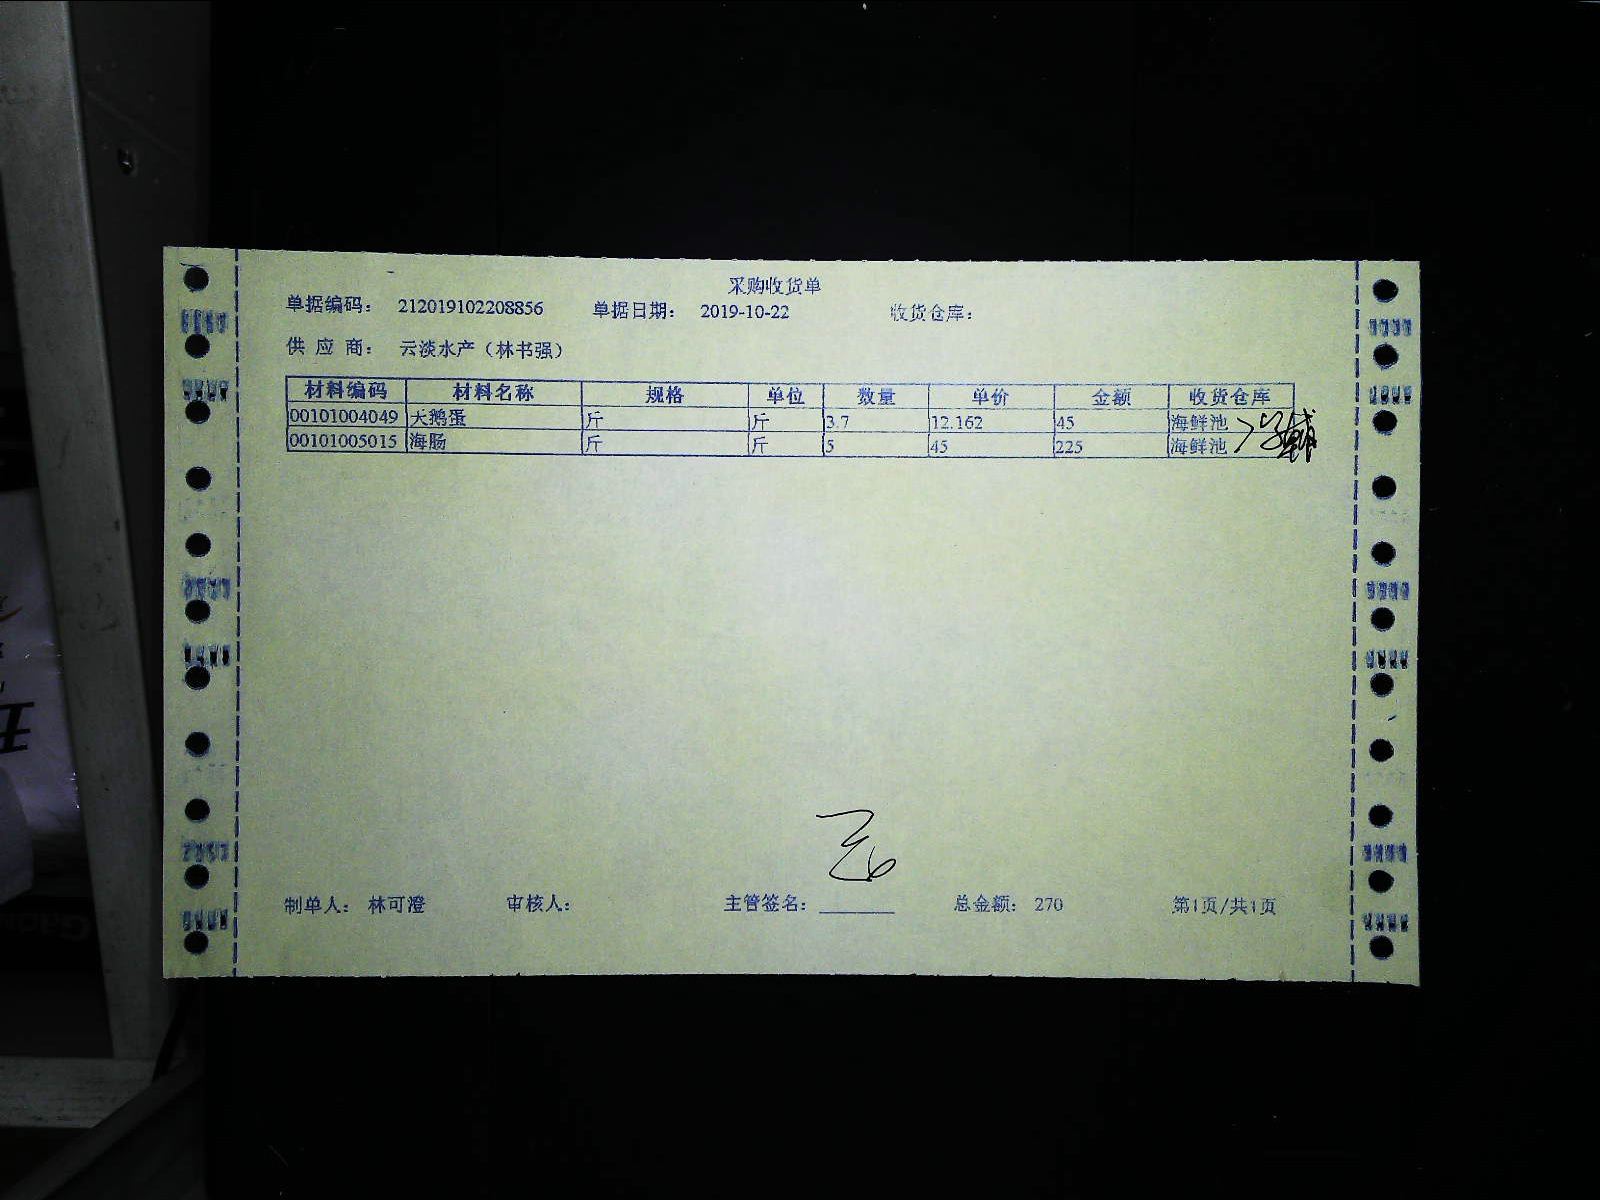 采购收货单
单据编码： 212019102208856 单据日期： 2019-10-22 收货仓库：
供 应 商： 云淡水产（林书强）
材料编码 材料名称 规格 单位 数量 单价 金额 收货仓库
00101004049 天鹅蛋 斤 斤 3.7 12.162 45 海鲜池
00101005015 海肠 斤 斤 5 45 225 海鲜池
制单人： 林可澄 审核人： 主管签名： 总金额： 270 第1页/共1页